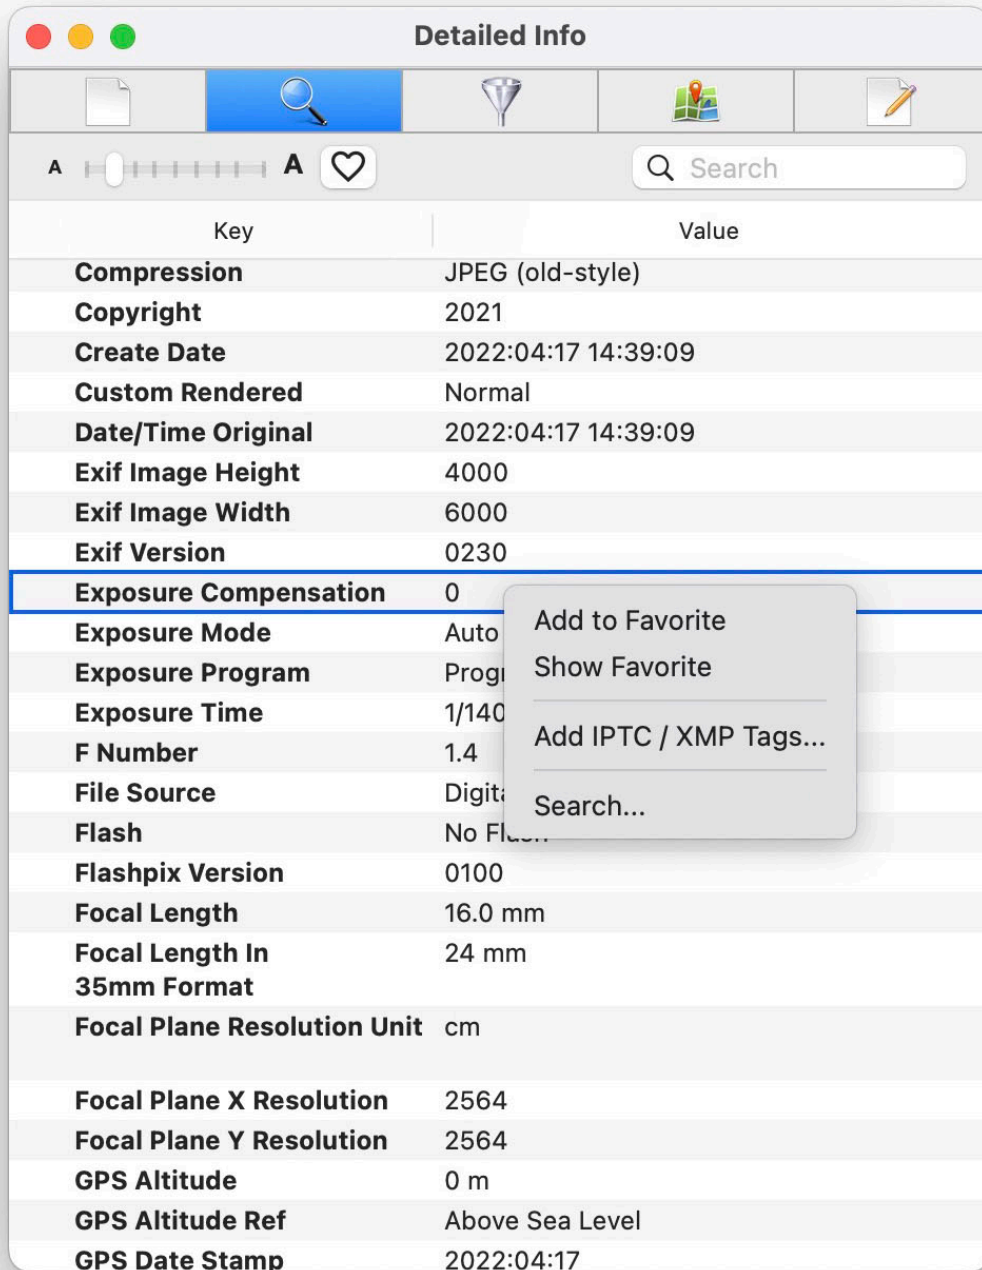 Detailed Info
A A Search
Key Value
Compression JPEG (old-style)
Copyright 2021
Create Date 2022:04:17 14:39:09
Custom Rendered Normal
Date/Time Original 2022:04:17 14:39:09
Exif Image Height 4000
Exif Image Width 6000
Exif Version 0230
Exposure Compensation 0
Add to Favorite
Exposure Mode Auto
Show Favorite
Exposure Program
Exposure Time
Add IPTC / XMP Tags...
F Number 1.4
File Source
Search...
Flash No
Flashpix Version 0100
Focal Length 16.0 mm
Focal Length In 24 mm
35mm Format
Focal Plane Resolution Unit cm
Focal Plane X Resolution 2564
Focal Plane Y Resolution 2564
GPS Altitude 0 m
GPS Altitude Ref Above Sea Level
GPS Date Stamp 2022:04:17